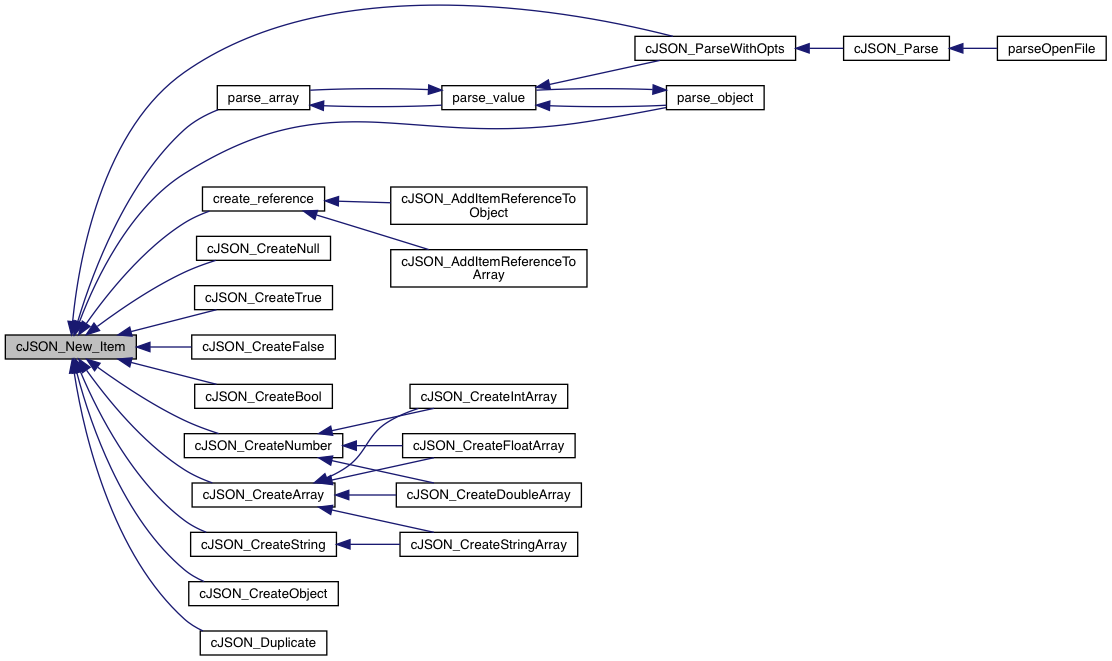 cJSON_ParseWithOpts
cJSON_Parse
parseOpenFile
parse_array
parse_value
parse_object
create_reference
cJSON_AddItemReferenceTo
Object
cJSON_CreateNull
cJSON_AddItemReferenceTo
Array
cJSON_CreateTrue
cJSON_New_Item
cJSON_CreateFalse
cJSON_CreateBool
cJSON_CreateIntArray
cJSON_CreateNumber
cJSON_CreateFloatArray
cJSON_CreateArray
cJSON_CreateDoubleArray
cJSON_CreateString
cJSON_CreateStringArray
cJSON_CreateObject
cJSON_Duplicate